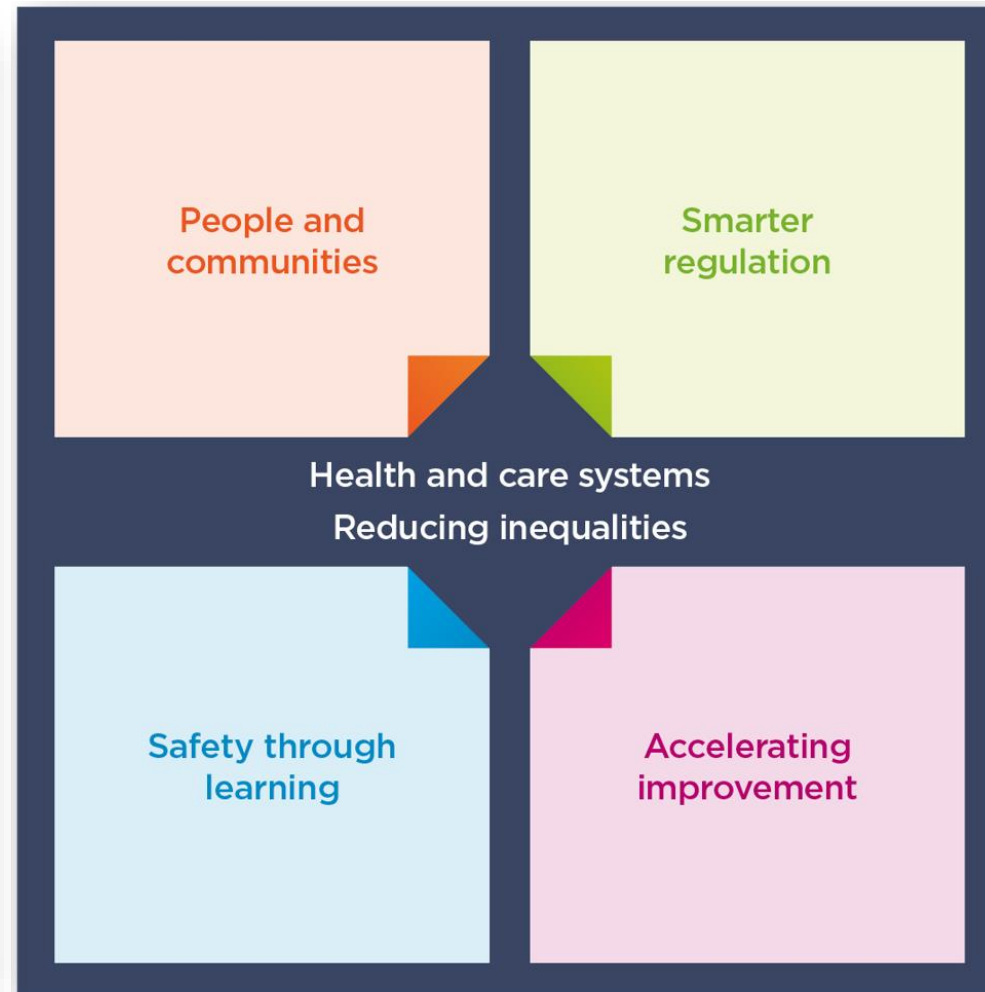 People and
communities
Smarter
regulation
Health and care systems
Reducing inequalities
Safety through
learning
Accelerating
improvement